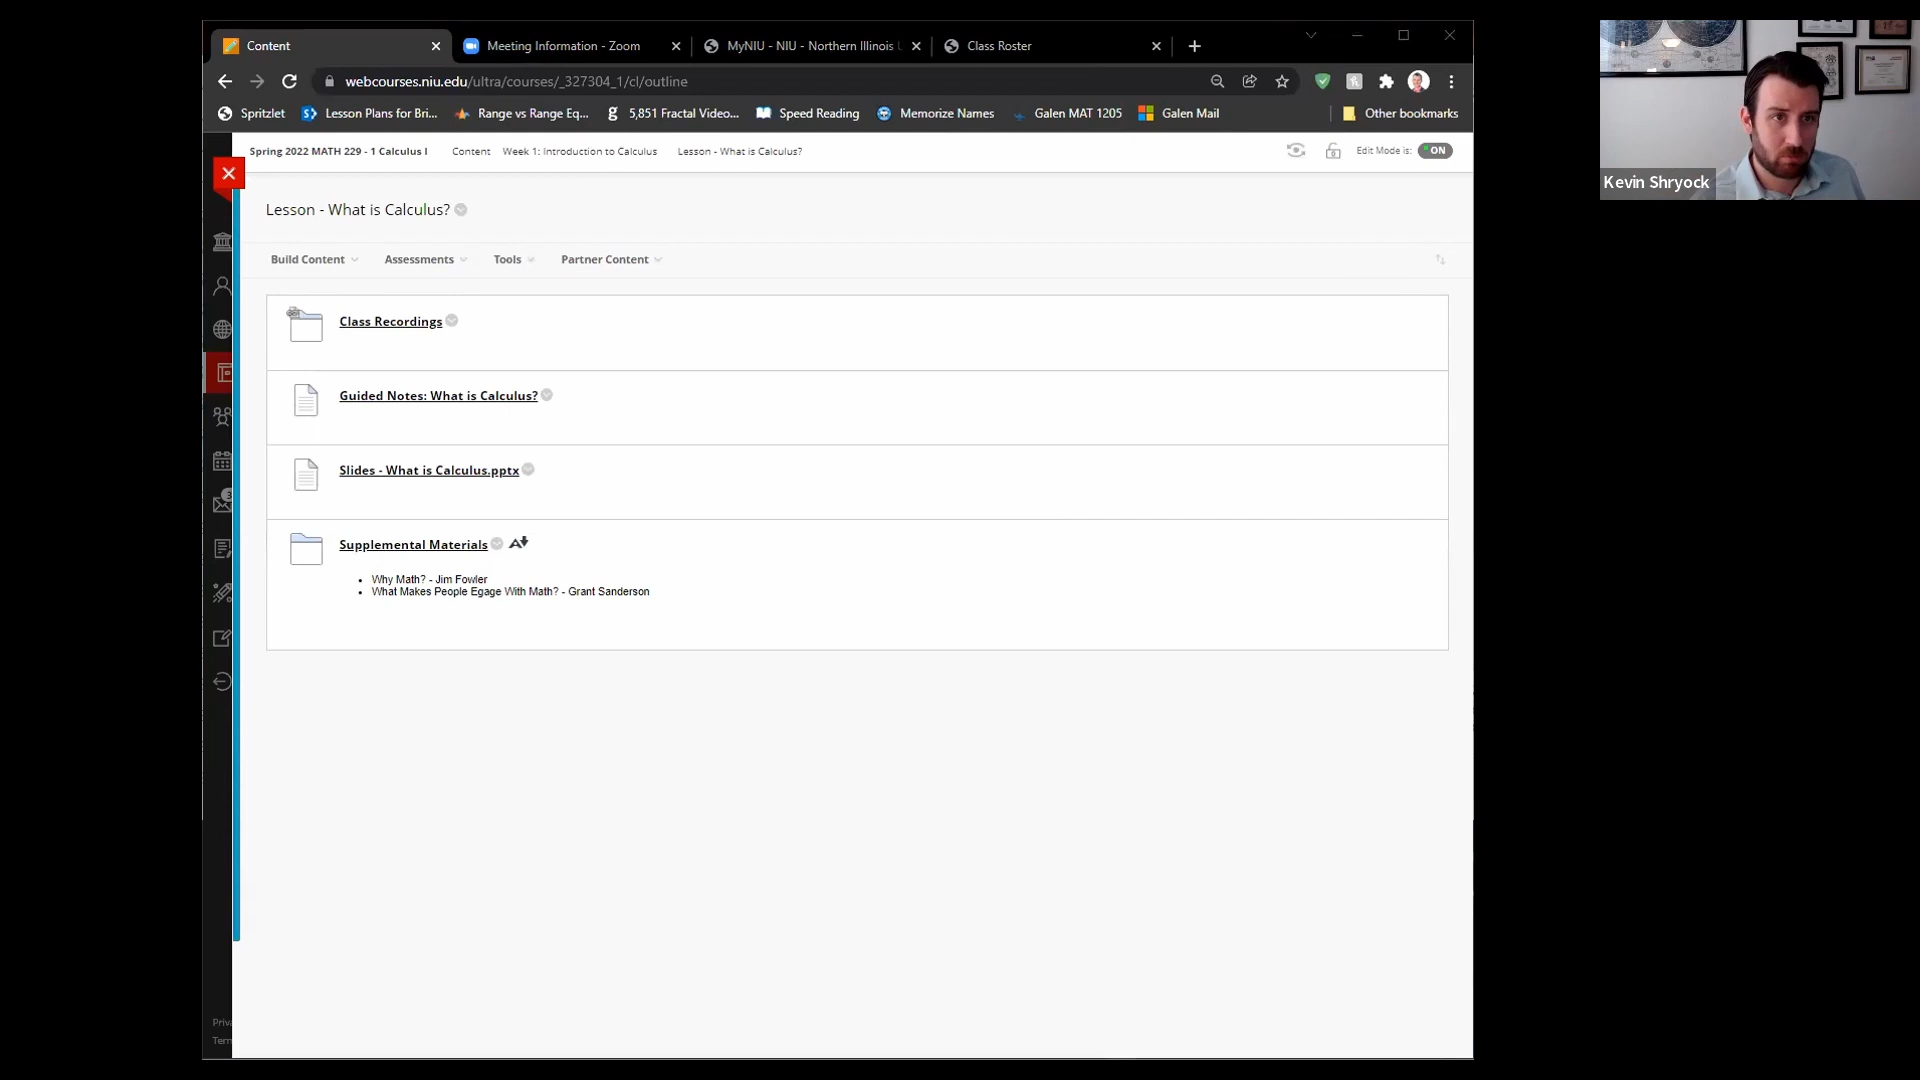 Content
Meeting Information - Zoom
MyNIU - NIU - Northern Illinois
Class Roster
webcourses.niu.edu/ultra/courses/_327304_1/cl/outline
Spritzlet
Lesson Plans for Bri...
Range vs Range Eq...
5,851 Fractal Video...
Speed Reading
Memorize Names
Galen MAT 1205
Galen Mail
Other bookmarks
Spring 2022 MATH 229 - 1 Calculus I
Content
Week 1: Introduction to Calculus
Lesson - What is Calculus?
Edit Mode is:
ON
Kevin Shryock
Lesson - What is Calculus?
Build Content
Assessments
Tools
Partner Content
Class Recordings
Guided Notes: What is Calculus?
Slides - What is Calculus.pptx
Supplemental Materials
Why Math? - Jim Fowler
What Makes People Egage With Math? - Grant Sanderson
3
Priva
Tern